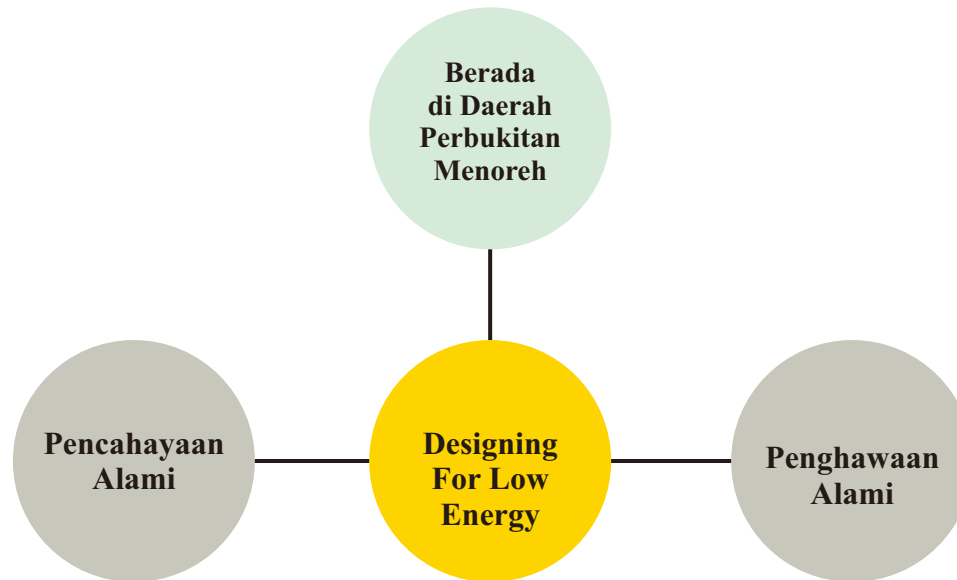 Berada
di Daerah
Perbukitan
Menoreh
Pencahayaan
Alami
Designing
For Low
Energy
Penghawaan
Alami